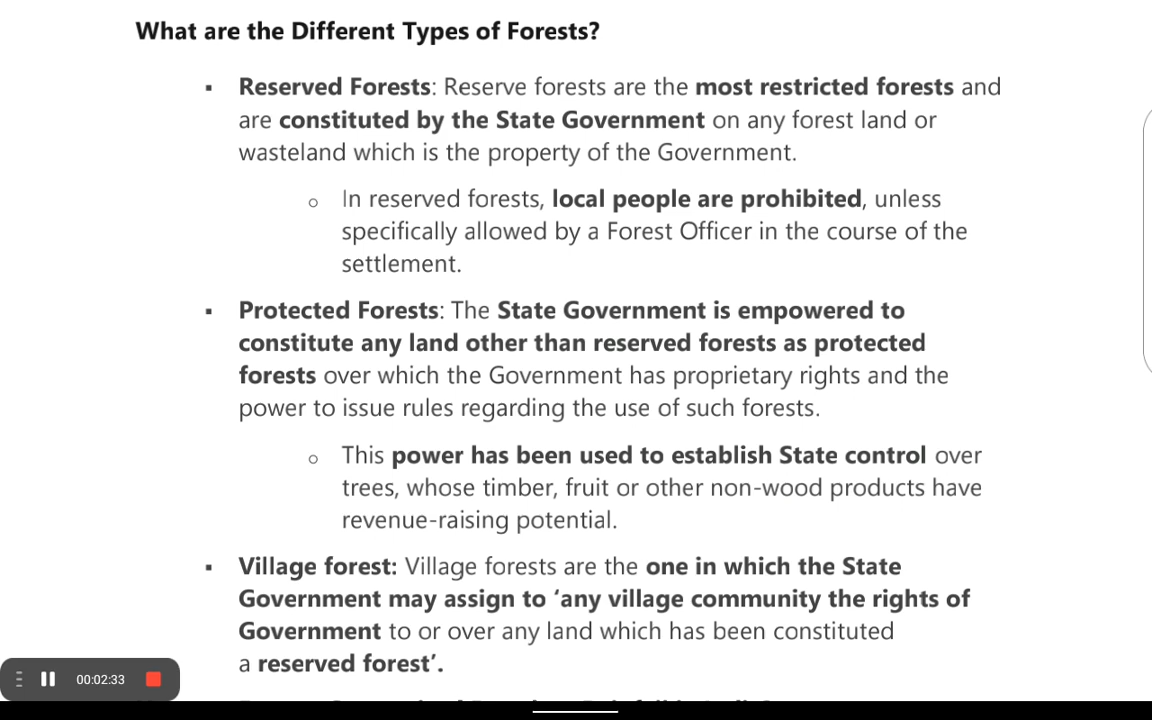 What are the Different Types of Forests?
▪ Reserved Forests: Reserve forests are the most restricted forests and
are constituted by the State Government on any forest land or
wasteland which is the property of the Government.
o In reserved forests, local people are prohibited, unless
specifically allowed by a Forest Officer in the course of the
settlement.
▪ Protected Forests: The State Government is empowered to
constitute any land other than reserved forests as protected
forests over which the Government has proprietary rights and the
power to issue rules regarding the use of such forests.
o This power has been used to establish State control over
trees, whose timber, fruit or other non-wood products have
revenue-raising potential.
▪ Village forest: Village forests are the one in which the State
Government may assign to ‘any village community the rights of
Government to or over any land which has been constituted
a reserved forest’.
00:02:33